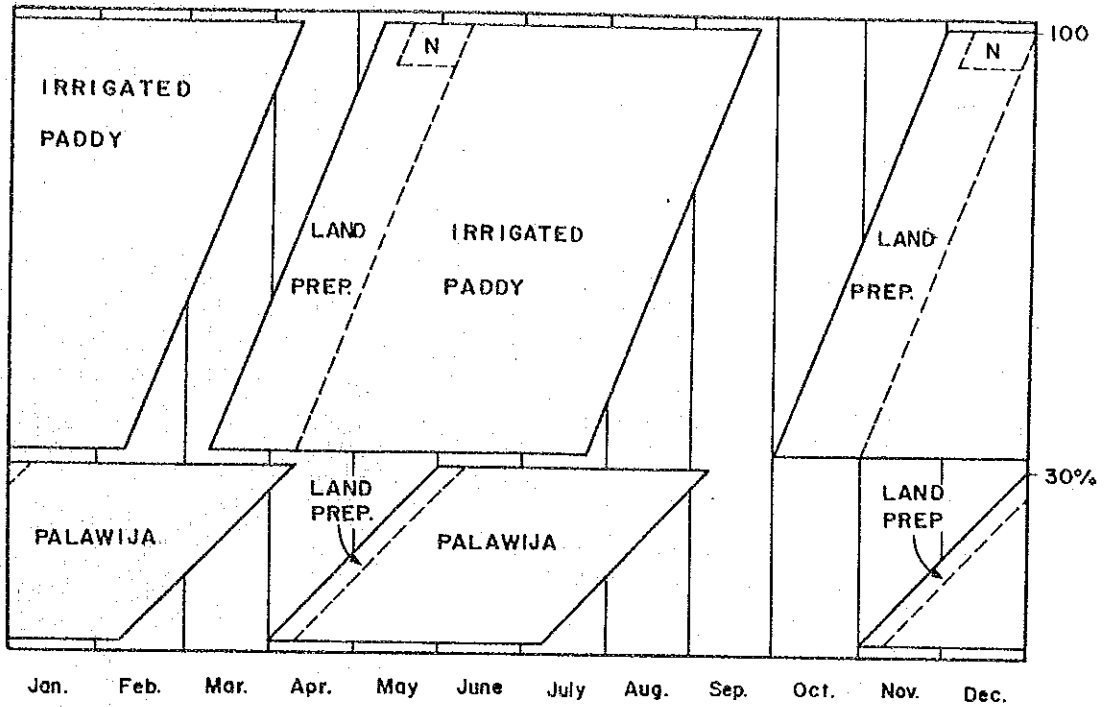 N
N
100
IRRIGATED
PADDY
LAND
PREP.
IRRIGATED
PADDY
LAND
PREP.
30%
LAND
PREP.
LAND
PREP
PALAWIJA
PALAWIJA
Jan. Feb. Mar. Apr. May June July Aug. Sep. Oct. Nov. Dec.